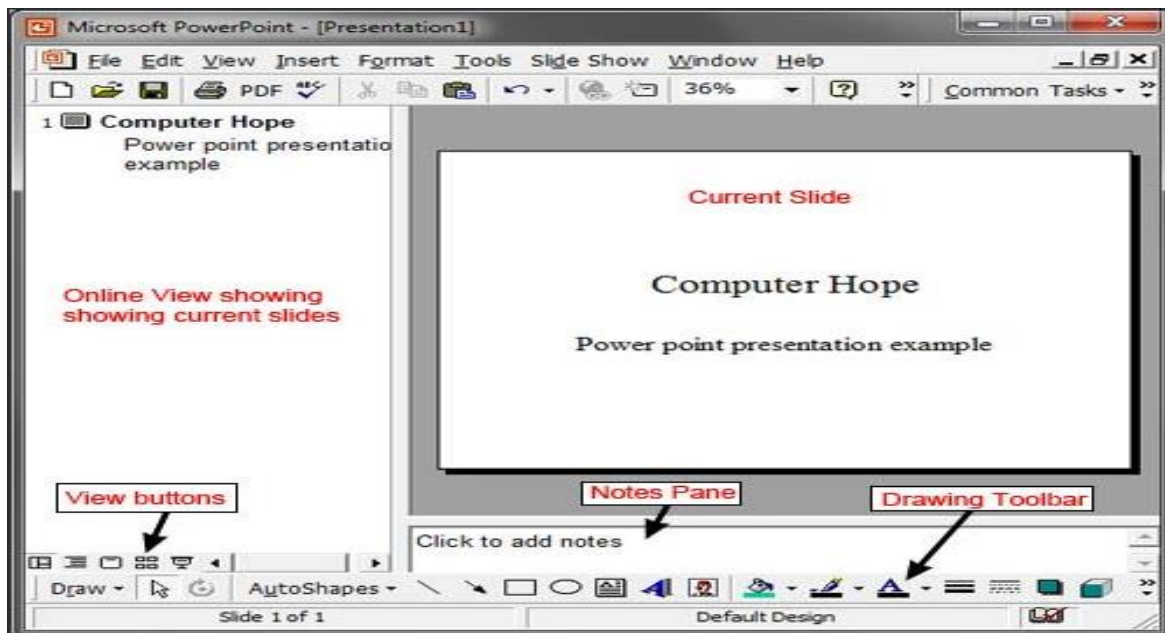 Microsoft PowerPoint - [Presentation1]
File Edit View Insert Format Tools Slide Show Window Help
PDF ABC 36% Common Tasks
1 Computer Hope
Power point presentatio
example
Current Slide
Computer Hope
Power point presentation example
Online View showing
showing current slides
View buttons
Notes Pane
Drawing Toolbar
Click to add notes
Draw AutoShapes A
Slide 1 of 1 Default Design